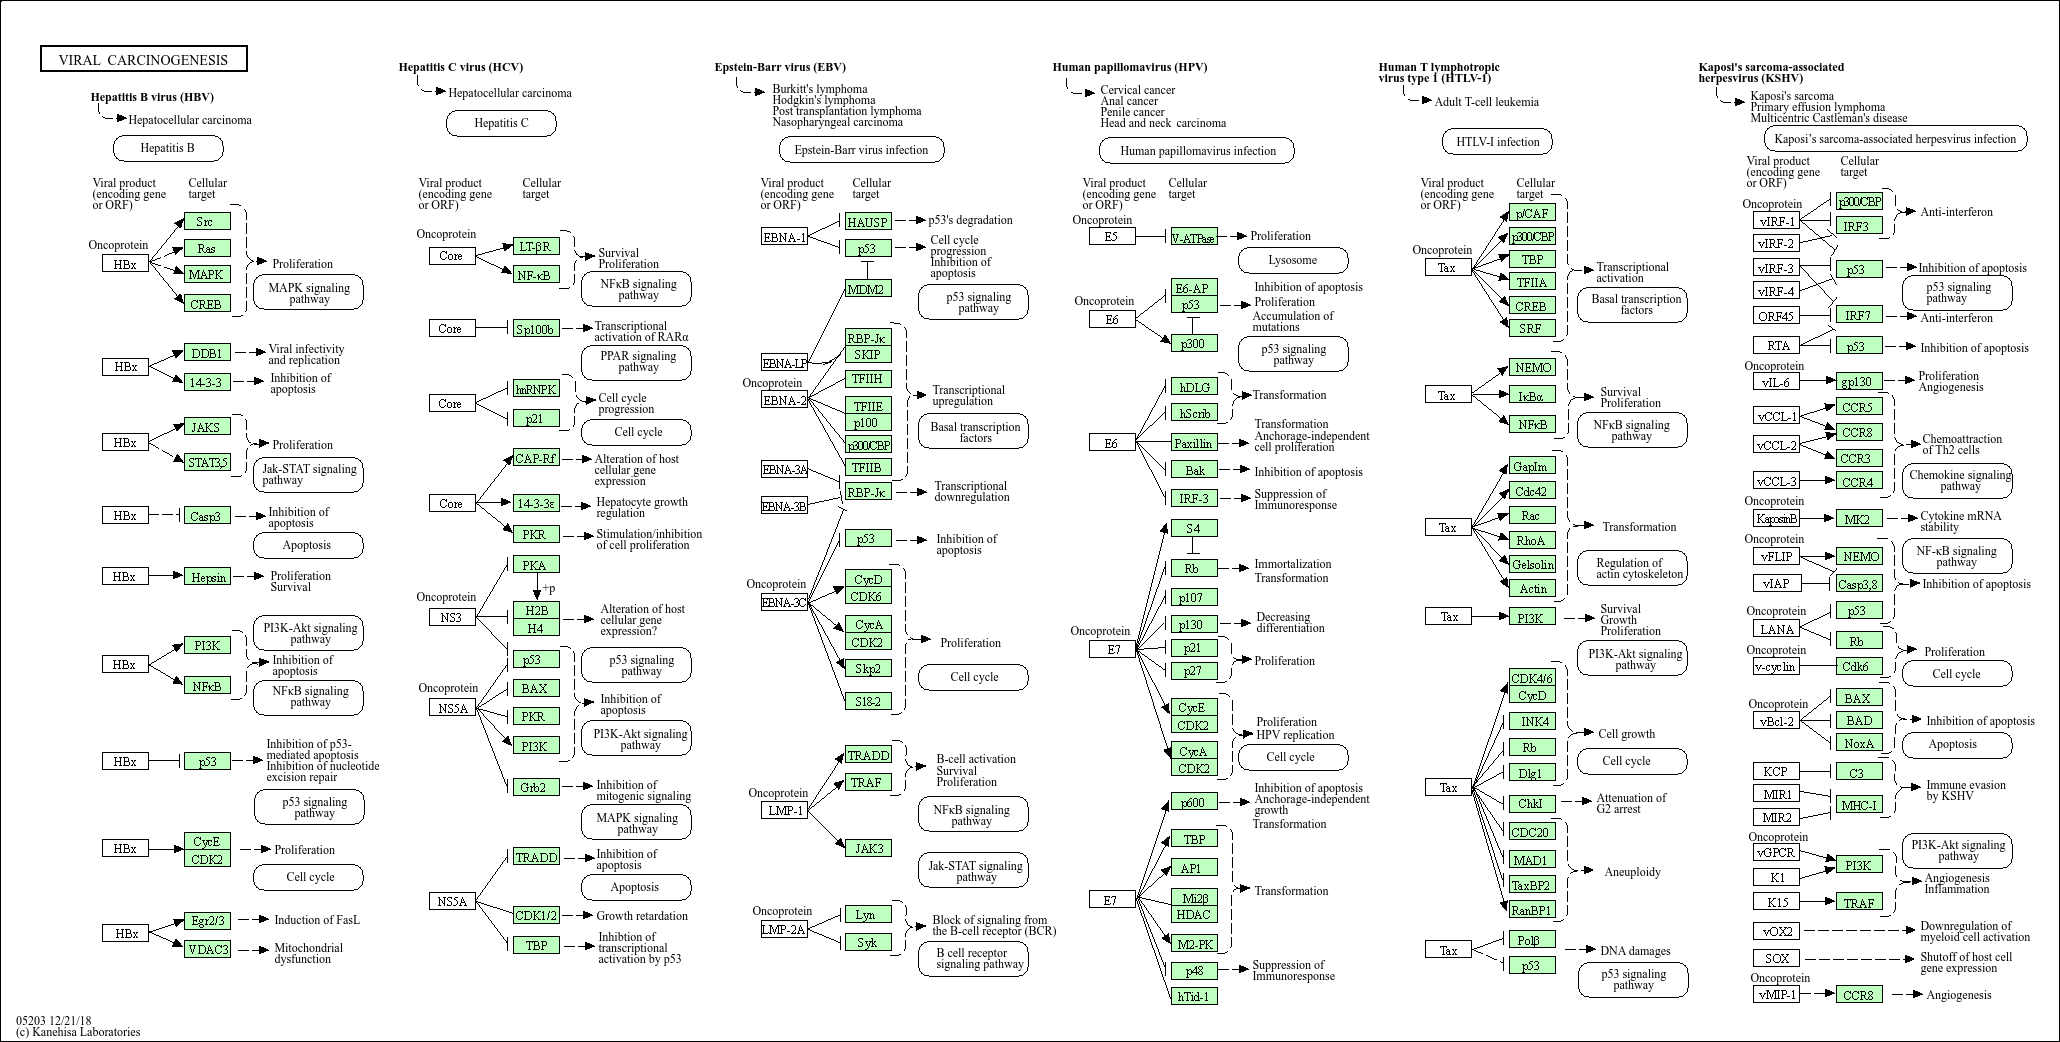 VIRAL CARCINOGENESIS
Hepatitis B virus (HBV)
Hepatocellular carcinoma
Hepatitis B
Viral product
(encoding gene
or ORF)
Cellular
target
Oncoprotein
HBx
Src
Ras
MAPK
CREB
Proliferation
MAPK signaling
pathway
HBx
DDB1
14-3-3
Viral infectivity
and replication
Inhibition of
apoptosis
HBx
JAKS
STAT3,5
Proliferation
Jak-STAT signaling
pathway
HBx
Casp3
Inhibition of
apoptosis
Apoptosis
HBx
Hepsin
Proliferation
Survival
PI3K-Akt signaling
pathway
HBx
PI3K
NFκB
Inhibition of
apoptosis
NFκB signaling
pathway
HBx
p53
Inhibition of p53-
mediated apoptosis
Inhibition of nucleotide
excision repair
p53 signaling
pathway
HBx
CycE
CDK2
Proliferation
Cell cycle
HBx
Egr2/3
VDAC3
Induction of FasL
Mitochondrial
dysfunction
05203 12/21/18
(c) Kanehisa Laboratories
Hepatitis C virus (HCV)
Hepatocellular carcinoma
Hepatitis C
Viral product
(encoding gene
or ORF)
Cellular
target
Oncoprotein
Core
LT-βR
NF-κB
Survival
Proliferation
NFκB signaling
pathway
Core
Sp100b
Transcriptional
activation of RARα
PPAR signaling
pathway
Core
hnRNPK
p21
Cell cycle
progression
Cell cycle
Core
CAP-Rf
14-3-3ε
PKR
Alteration of host
cellular gene
expression
Hepatocyte growth
regulation
Stimulation/inhibition
of cell proliferation
PKA
+p
Oncoprotein
NS3
H2B
H4
Alteration of host
cellular gene
expression?
p53
p53 signaling
pathway
Oncoprotein
NS5A
BAX
PKR
PI3K
Inhibition of
apoptosis
PI3K-Akt signaling
pathway
Grb2
Inhibition of
mitogenic signaling
MAPK signaling
pathway
NS5A
TRADD
CDK1/2
TBP
Inhibition of
apoptosis
Apoptosis
Growth retardation
Inhibtion of
transcriptional
activation by p53
Epstein-Barr virus (EBV)
Burkitt's lymphoma
Hodgkin's lymphoma
Post transplantation lymphoma
Nasopharyngeal carcinoma
Epstein-Barr virus infection
Viral product
(encoding gene
or ORF)
Cellular
target
EBNA-1
HAUSP
p53
MDM2
p53's degradation
Cell cycle
progression
Inhibition of
apoptosis
p53 signaling
pathway
EBNA-LP
Oncoprotein
EBNA-2
RBP-Jκ
SKIP
TFIIH
TFIIE
p100
p300/CBP
TFIIB
Transcriptional
upregulation
Basal transcription
factors
EBNA-3A
EBNA-3B
RBP-Jκ
Transcriptional
downregulation
p53
Inhibition of
apoptosis
Oncoprotein
EBNA-3C
CycD
CDK6
CycA
CDK2
Skp2
S18-2
Proliferation
Cell cycle
Oncoprotein
LMP-1
TRADD
TRAF
JAK3
B-cell activation
Survival
Proliferation
NFκB signaling
pathway
Jak-STAT signaling
pathway
Oncoprotein
LMP-2A
Lyn
Syk
Block of signaling from
the B-cell receptor (BCR)
B cell receptor
signaling pathway
Human papillomavirus (HPV)
Cervical cancer
Anal cancer
Penile cancer
Head and neck carcinoma
Human papillomavirus infection
Viral product
(encoding gene
or ORF)
Cellular
target
Oncoprotein
E5
V-ATPase
Proliferation
Lysosome
Oncoprotein
E6
E6-AP
p53
p300
Inhibition of apoptosis
Proliferation
Accumulation of
mutations
p53 signaling
pathway
E6
hDLG
hScrib
Paxillin
Bak
IRF-3
Transformation
Transformation
Anchorage-independent
cell proliferation
Inhibition of apoptosis
Suppression of
Immunoresponse
Oncoprotein
E7
S4
Rb
p107
p130
p21
p27
CycE
CDK2
CycA
CDK2
p600
Immortalization
Transformation
Decreasing
differentiation
Proliferation
Proliferation
HPV replication
Cell cycle
Inhibition of apoptosis
Anchorage-independent
growth
Transformation
E7
TBP
AP1
Mi2β
HDAC
M2-PK
p48
hTid-1
Transformation
Suppression of
Immunoresponse
Human T lymphotropic
virus type 1 (HTLV-1)
Adult T-cell leukemia
HTLV-I infection
Viral product
(encoding gene
or ORF)
Cellular
target
Oncoprotein
Tax
p/CAF
p300/CBP
TBP
TFIIA
CREB
SRF
Transcriptional
activation
Basal transcription
factors
Tax
NEMO
IκBα
NFκB
Survival
Proliferation
NFκB signaling
pathway
Tax
GapIm
Cdc42
Rac
RhoA
Gelsolin
Actin
Transformation
Regulation of
actin cytoskeleton
Tax
PI3K
Survival
Growth
Proliferation
PI3K-Akt signaling
pathway
Tax
CDK4/6
CycD
INK4
Rb
Dlg1
ChkI
CDC20
MAD1
TaxBP2
RanBP1
Cell growth
Cell cycle
Attenuation of
G2 arrest
Aneuploidy
Tax
Polβ
p53
DNA damages
p53 signaling
pathway
Kaposi's sarcoma-associated
herpesvirus (KSHV)
Kaposi's sarcoma
Primary effusion lymphoma
Multicentric Castleman's disease
Kaposi's sarcoma-associated herpesvirus infection
Viral product
(encoding gene
or ORF)
Cellular
target
Oncoprotein
vIRF-1
vIRF-2
vIRF-3
vIRF-4
ORF45
RTA
p300/CBP
IRF3
p53
IRF7
p53
Anti-interferon
Inhibition of apoptosis
p53 signaling
pathway
Anti-interferon
Inhibition of apoptosis
Oncoprotein
vIL-6
gp130
Proliferation
Angiogenesis
vCCL-1
vCCL-2
vCCL-3
CCR5
CCR8
CCR3
CCR4
Chemoattraction
of Th2 cells
Chemokine signaling
pathway
Oncoprotein
KaposinB
MK2
Cytokine mRNA
stability
vFLIP
vIAP
NEMO
Casp3,8
NF-κB signaling
pathway
Inhibition of apoptosis
Oncoprotein
LANA
p53
Rb
Oncoprotein
v-cyclin
Cdk6
Proliferation
Cell cycle
Oncoprotein
vBcl-2
BAX
BAD
NoxA
Inhibition of apoptosis
Apoptosis
KCP
MIR1
MIR2
C3
MHC-I
Immune evasion
by KSHV
Oncoprotein
vGPCR
K1
K15
PI3K
TRAF
PI3K-Akt signaling
pathway
Angiogenesis
Inflammation
vOX2
Downregulation of
myeloid cell activation
SOX
Shutoff of host cell
gene expression
Oncoprotein
vMIP-1
CCR8
Angiogenesis